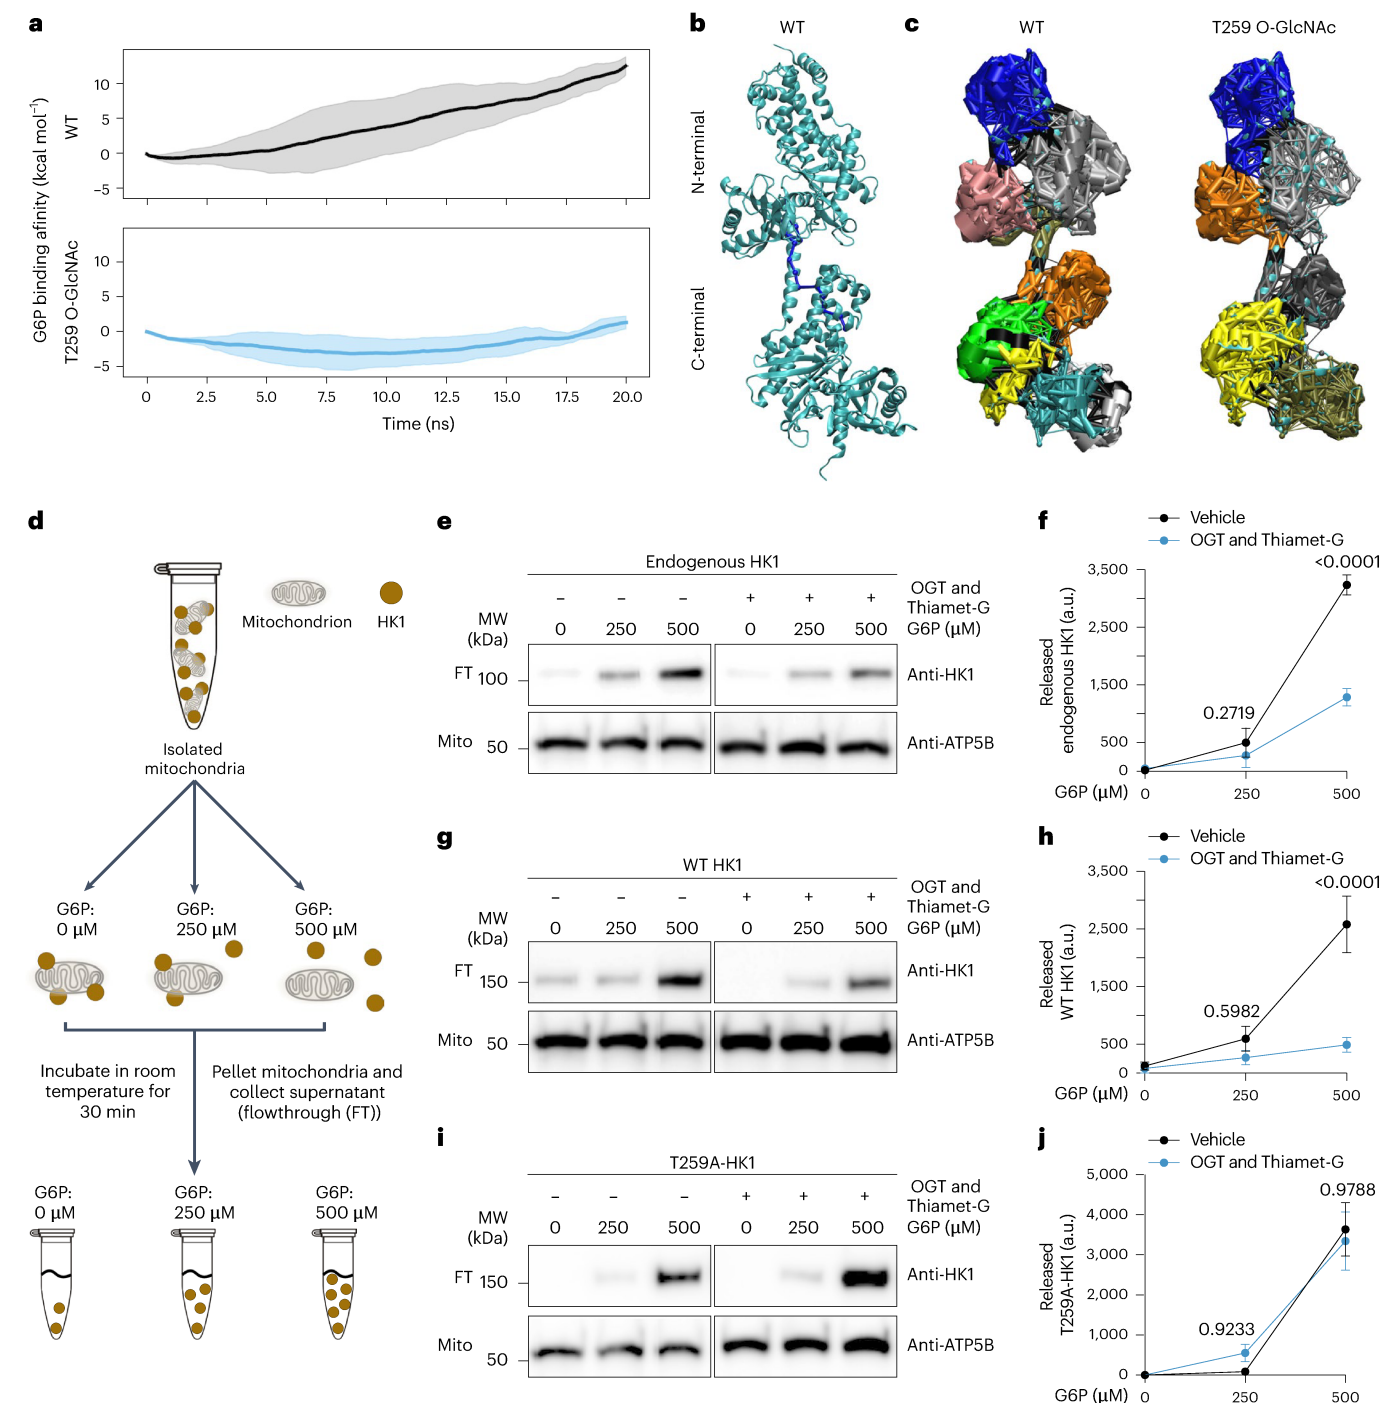 a
G6P binding afinity (kcal mol⁻¹)
WT
10
5
0
−5
T259 O-GlcNAc
10
5
0
−5
0 2.5 5.0 7.5 10.0 12.5 15.0 17.5 20.0
Time (ns)
b
WT
N-terminal
C-terminal
c
WT
T259 O-GlcNAc
d
Mitochondrion
HK1
Isolated
mitochondria
G6P:
0 μM
G6P:
250 μM
G6P:
500 μM
Incubate in room
temperature for
30 min
Pellet mitochondria and
collect supernatant
(flowthrough (FT))
G6P:
0 μM
G6P:
250 μM
G6P:
500 μM
e
Endogenous HK1
– – – + + + OGT and
Thiamet-G
MW
(kDa)
0 250 500 0 250 500 G6P (μM)
FT 100 Anti-HK1
Mito 50 Anti-ATP5B
f
Vehicle
OGT and Thiamet-G
Released
endogenous HK1 (a.u.)
3,500
2,500
1,500
500
0
<0.0001
0.2719
G6P (μM) 0 250 500
g
WT HK1
– – – + + + OGT and
Thiamet-G
MW
(kDa)
0 250 500 0 250 500 G6P (μM)
FT 150 Anti-HK1
Mito 50 Anti-ATP5B
h
Vehicle
OGT and Thiamet-G
Released
WT HK1 (a.u.)
3,500
2,500
1,500
500
0
<0.0001
0.5982
G6P (μM) 0 250 500
i
T259A-HK1
– – – + + + OGT and
Thiamet-G
MW
(kDa)
0 250 500 0 250 500 G6P (μM)
FT 150 Anti-HK1
Mito 50 Anti-ATP5B
j
Vehicle
OGT and Thiamet-G
Released
T259A-HK1 (a.u.)
5,000
4,000
3,000
2,000
1,000
0
0.9788
0.9233
G6P (μM) 0 250 500